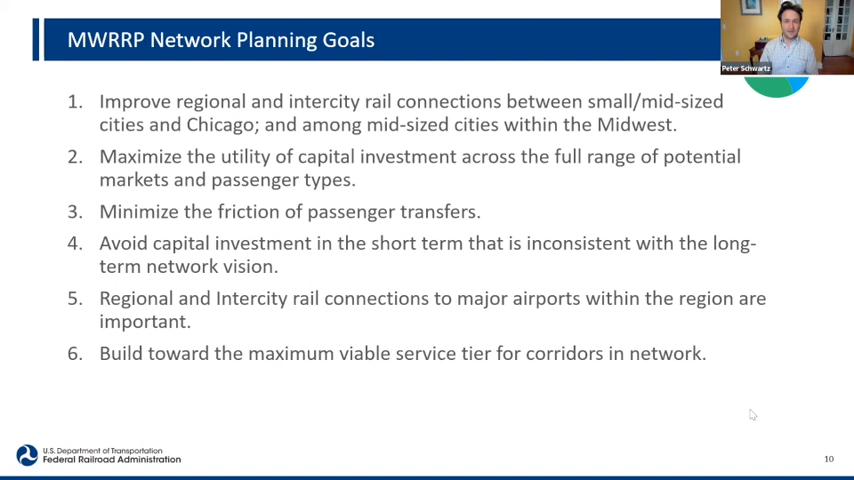 MWRRP Network Planning Goals
Peter Schwartz
1. Improve regional and intercity rail connections between small/mid-sized
cities and Chicago; and among mid-sized cities within the Midwest.
2. Maximize the utility of capital investment across the full range of potential
markets and passenger types.
3. Minimize the friction of passenger transfers.
4. Avoid capital investment in the short term that is inconsistent with the long-
term network vision.
5. Regional and Intercity rail connections to major airports within the region are
important.
6. Build toward the maximum viable service tier for corridors in network.
U.S. Department of Transportation
Federal Railroad Administration
10